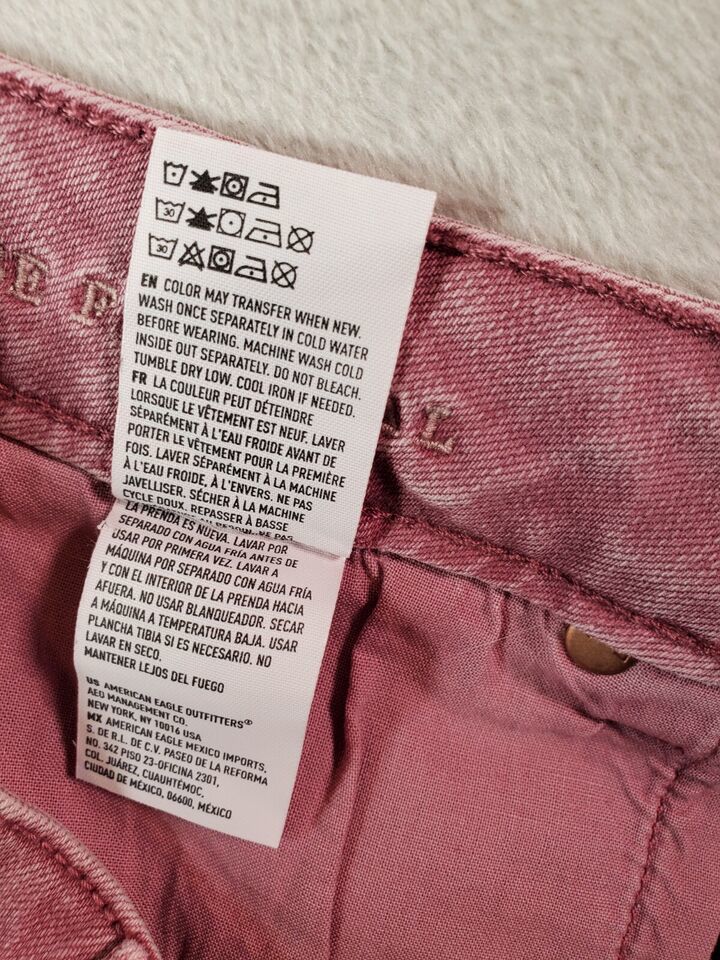 30
30
EN COLOR MAY TRANSFER WHEN NEW.
WASH ONCE SEPARATELY IN COLD WATER
BEFORE WEARING. MACHINE WASH COLD
INSIDE OUT SEPARATELY. DO NOT BLEACH.
TUMBLE DRY LOW. COOL IRON IF NEEDED.
FR LA COULEUR PEUT DÉTEINDRE
LORSQUE LE VÊTEMENT EST NEUF. LAVER
SÉPARÉMENT À L'EAU FROIDE AVANT DE
PORTER LE VÊTEMENT POUR LA PREMIÈRE
FOIS. LAVER SÉPARÉMENT À LA MACHINE
À L'EAU FROIDE, À L'ENVERS. NE PAS
JAVELLISER. SÉCHER À LA MACHINE
CYCLE DOUX. REPASSER À BASSE
LA PRENDA ES NUEVA. LAVAR POR
SEPARADO CON AGUA FRÍA ANTES DE
USAR POR PRIMERA VEZ. LAVAR A
MÁQUINA POR SEPARADO CON AGUA FRÍA
Y CON EL INTERIOR DE LA PRENDA HACIA
AFUERA. NO USAR BLANQUEADOR. SECAR
A MÁQUINA A TEMPERATURA BAJA. USAR
PLANCHA TIBIA SI ES NECESARIO. NO
LAVAR EN SECO.
MANTENER LEJOS DEL FUEGO
US AMERICAN EAGLE OUTFITTERS®
AEO MANAGEMENT CO.
NEW YORK, NY 10016 USA
MX AMERICAN EAGLE MEXICO IMPORTS,
S. DE R.L. DE C.V. PASEO DE LA REFORMA
NO. 342 PISO 23-OFICINA 2301,
COL. JUÁREZ, CUAUHTÉMOC,
CIUDAD DE MÉXICO, 06600, MÉXICO